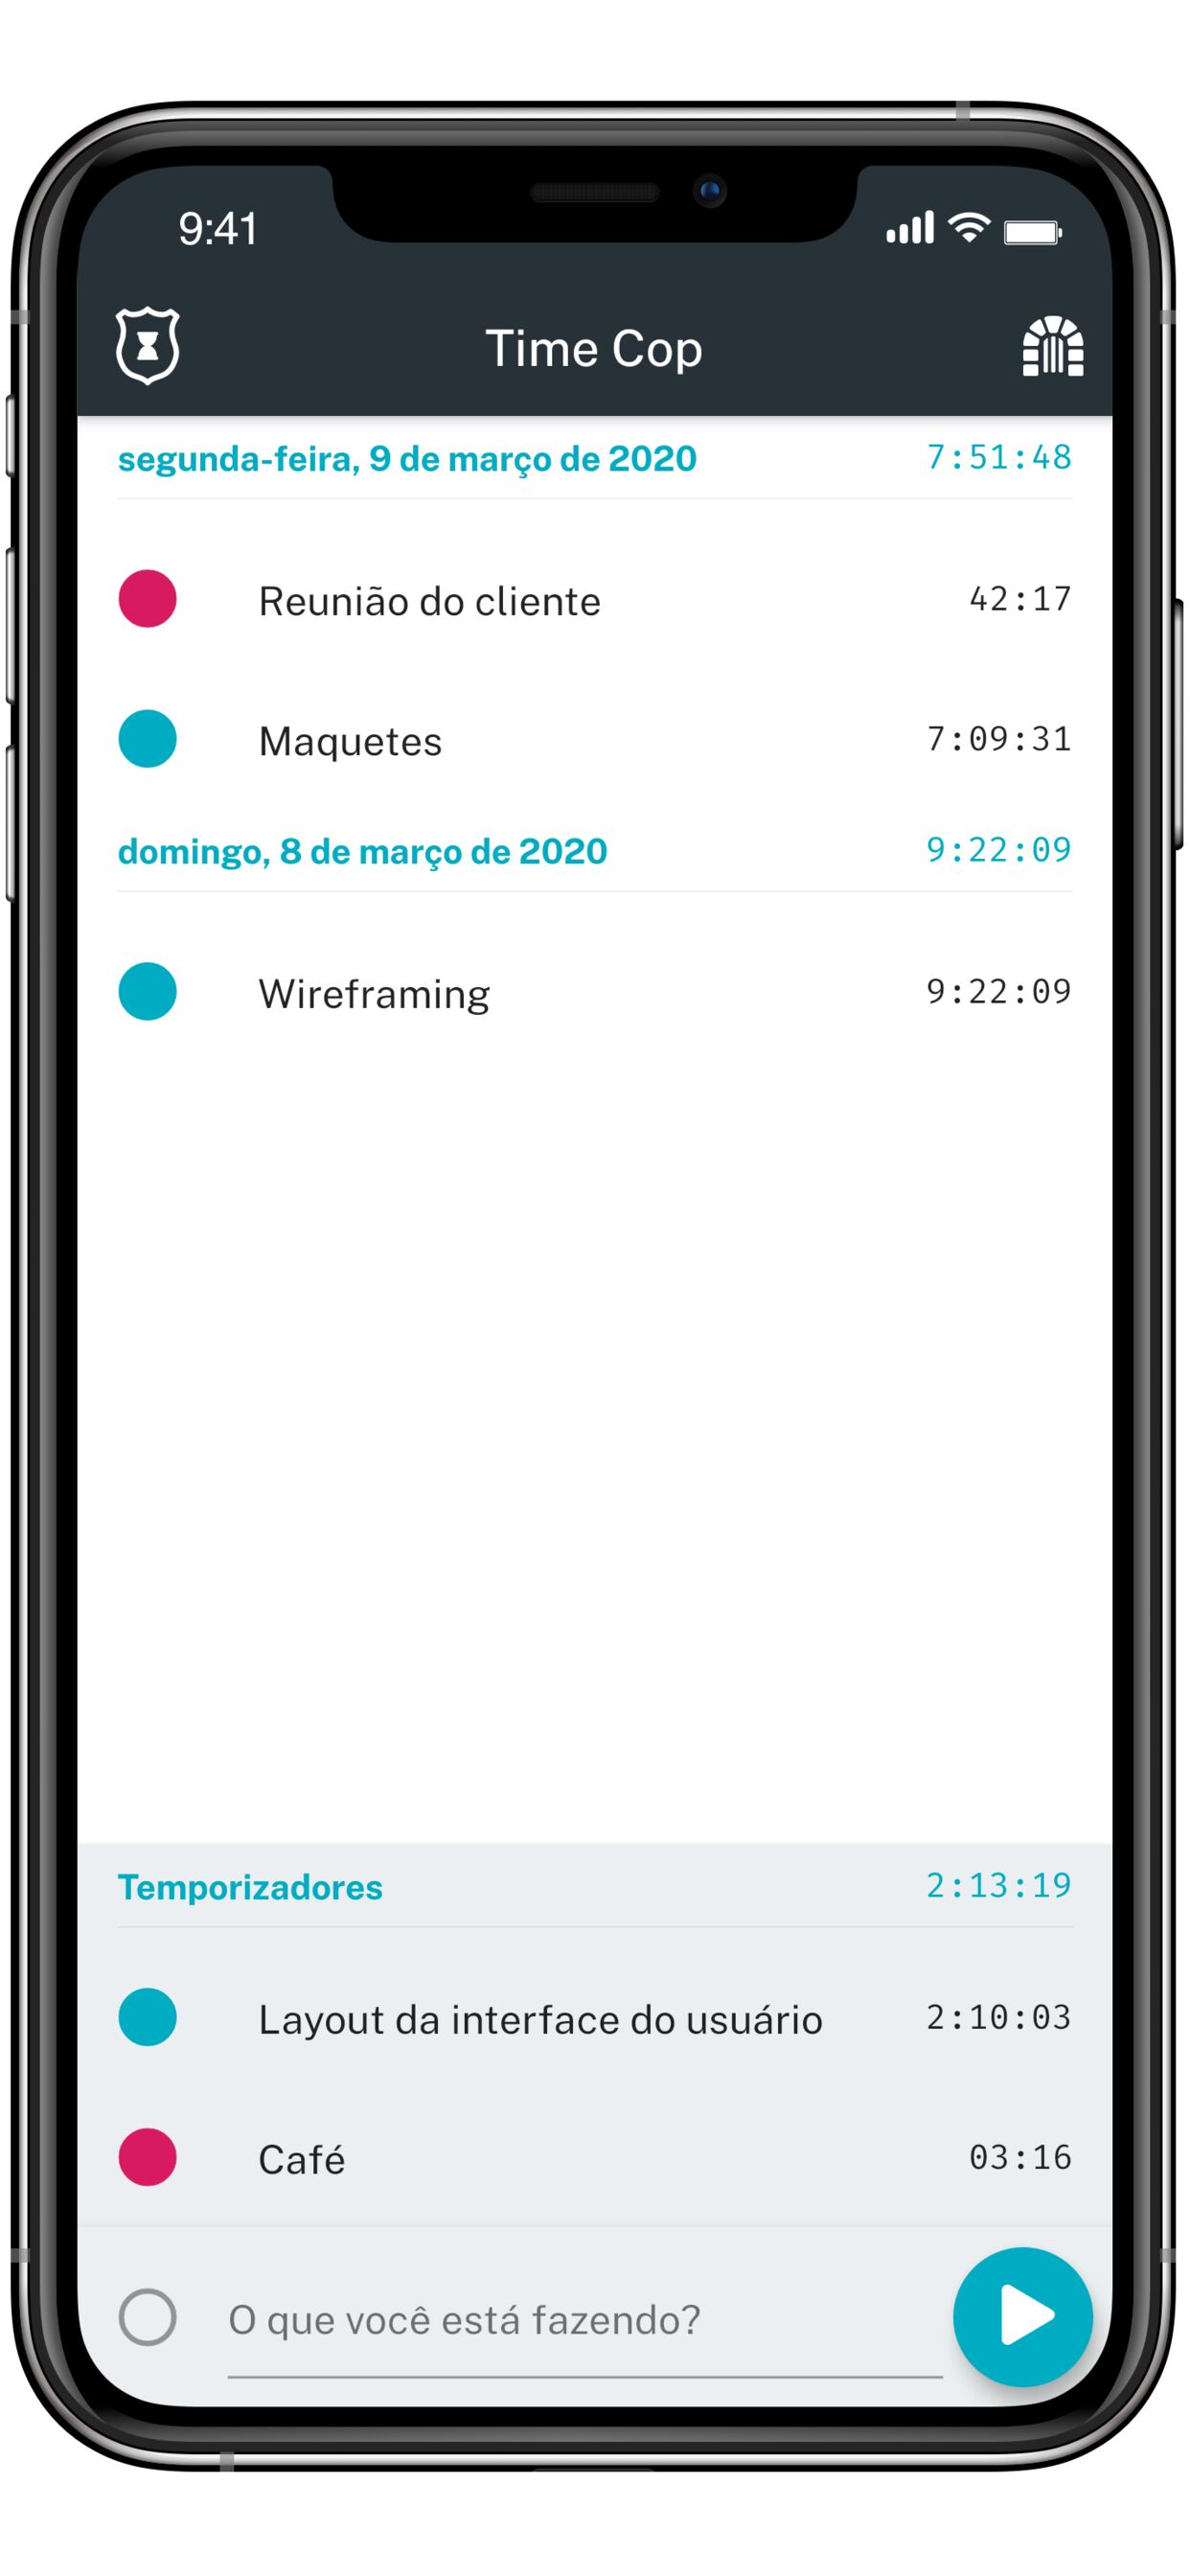 9:41
Time Cop
segunda-feira, 9 de março de 2020 7:51:48
Reunião do cliente 42:17
Maquetes 7:09:31
domingo, 8 de março de 2020 9:22:09
Wireframing 9:22:09
Temporizadores 2:13:19
Layout da interface do usuário 2:10:03
Café 03:16
O que você está fazendo?